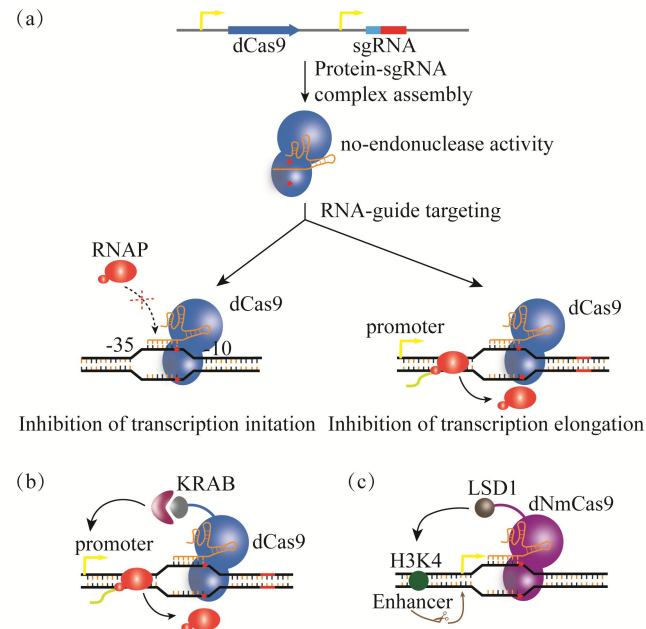 (a)
dCas9
sgRNA
Protein-sgRNA
complex assembly
no-endonuclease activity
RNA-guide targeting
RNAP
dCas9
-35
-10
Inhibition of transcription initation
promoter
dCas9
Inhibition of transcription elongation
(b)
KRAB
promoter
dCas9
(c)
LSD1
dNmCas9
H3K4
Enhancer